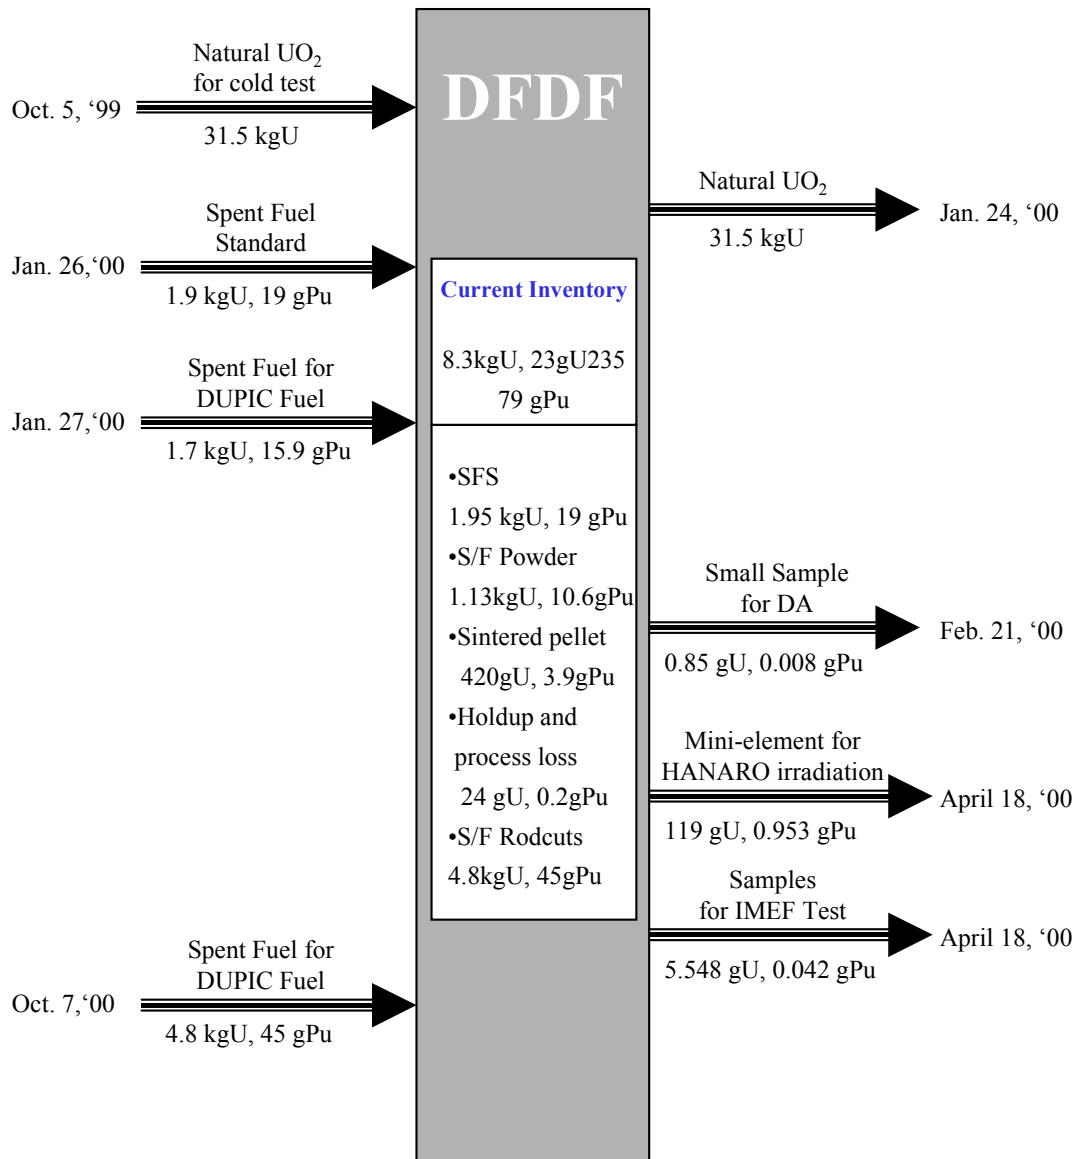 DFDF
Natural UO₂
for cold test
Oct. 5, ‘99
31.5 kgU
Spent Fuel
Standard
Jan. 26,‘00
1.9 kgU, 19 gPu
Spent Fuel for
DUPIC Fuel
Jan. 27,‘00
1.7 kgU, 15.9 gPu
Spent Fuel for
DUPIC Fuel
Oct. 7,‘00
4.8 kgU, 45 gPu
Current Inventory
8.3kgU, 23gU235
79 gPu
•SFS
1.95 kgU, 19 gPu
•S/F Powder
1.13kgU, 10.6gPu
•Sintered pellet
420gU, 3.9gPu
•Holdup and
process loss
24 gU, 0.2gPu
•S/F Rodcuts
4.8kgU, 45gPu
Natural UO₂
Jan. 24, ‘00
31.5 kgU
Small Sample
for DA
Feb. 21, ‘00
0.85 gU, 0.008 gPu
Mini-element for
HANARO irradiation
April 18, ‘00
119 gU, 0.953 gPu
Samples
for IMEF Test
April 18, ‘00
5.548 gU, 0.042 gPu